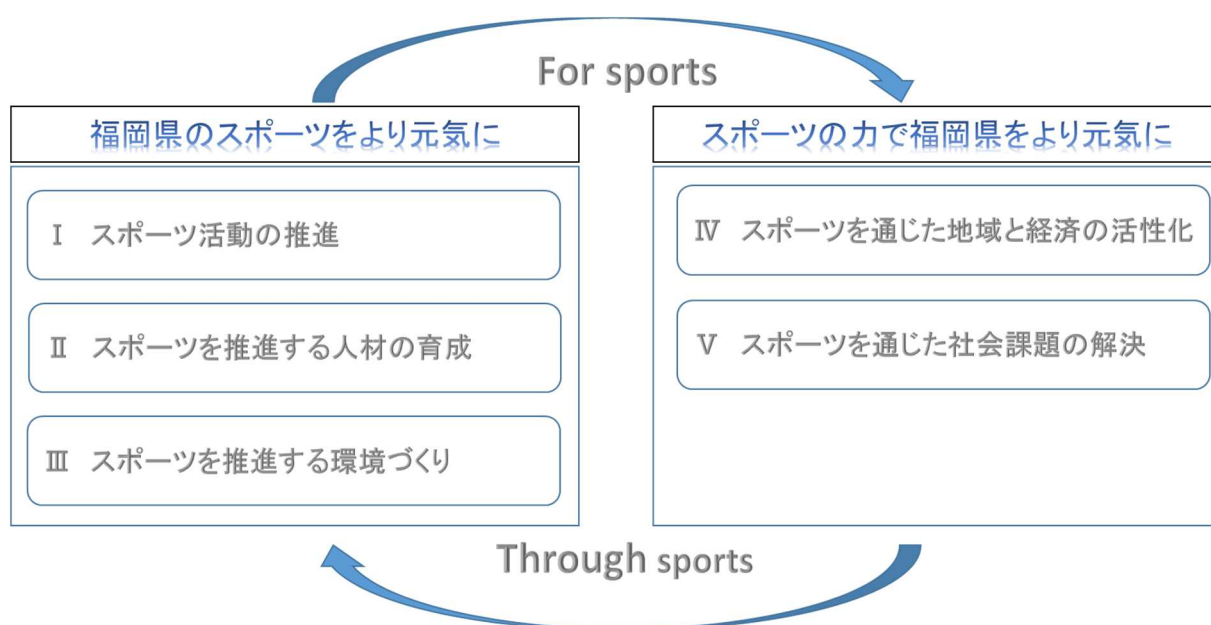 For sports
福岡県のスポーツをより元気に
Ⅰ スポーツ活動の推進
Ⅱ スポーツを推進する人材の育成
Ⅲ スポーツを推進する環境づくり
スポーツの力で福岡県をより元気に
Ⅳ スポーツを通じた地域と経済の活性化
Ⅴ スポーツを通じた社会課題の解決
Through sports